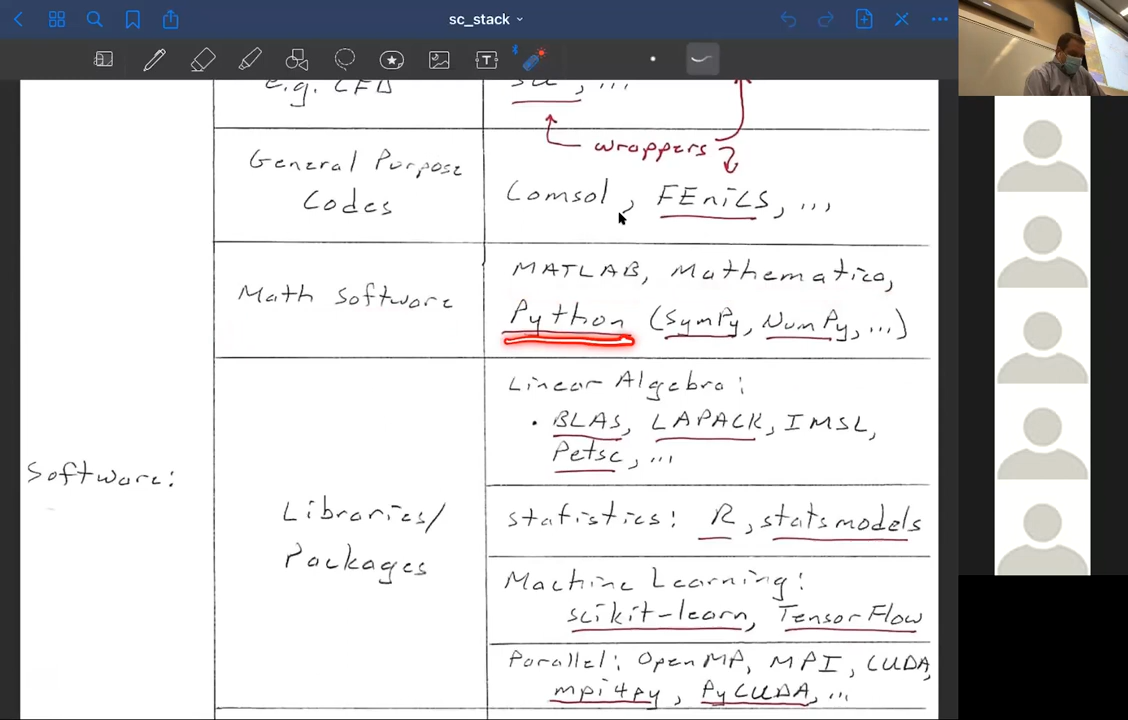 sc_stack
e.g. CFD
SU2, ...
wrappers
General Purpose
Codes
Comsol, FEniCS, ...
Math Software
MATLAB, Mathematica,
Python (SymPy, NumPy, ...)
Software:
Libraries/
Packages
Linear Algebra:
• BLAS, LAPACK, IMSL,
Petsc, ...
Statistics: R, statsmodels
Machine Learning:
scikit-learn, TensorFlow
Parallel: OpenMP, MPI, CUDA,
mpi4py, PyCUDA, ...